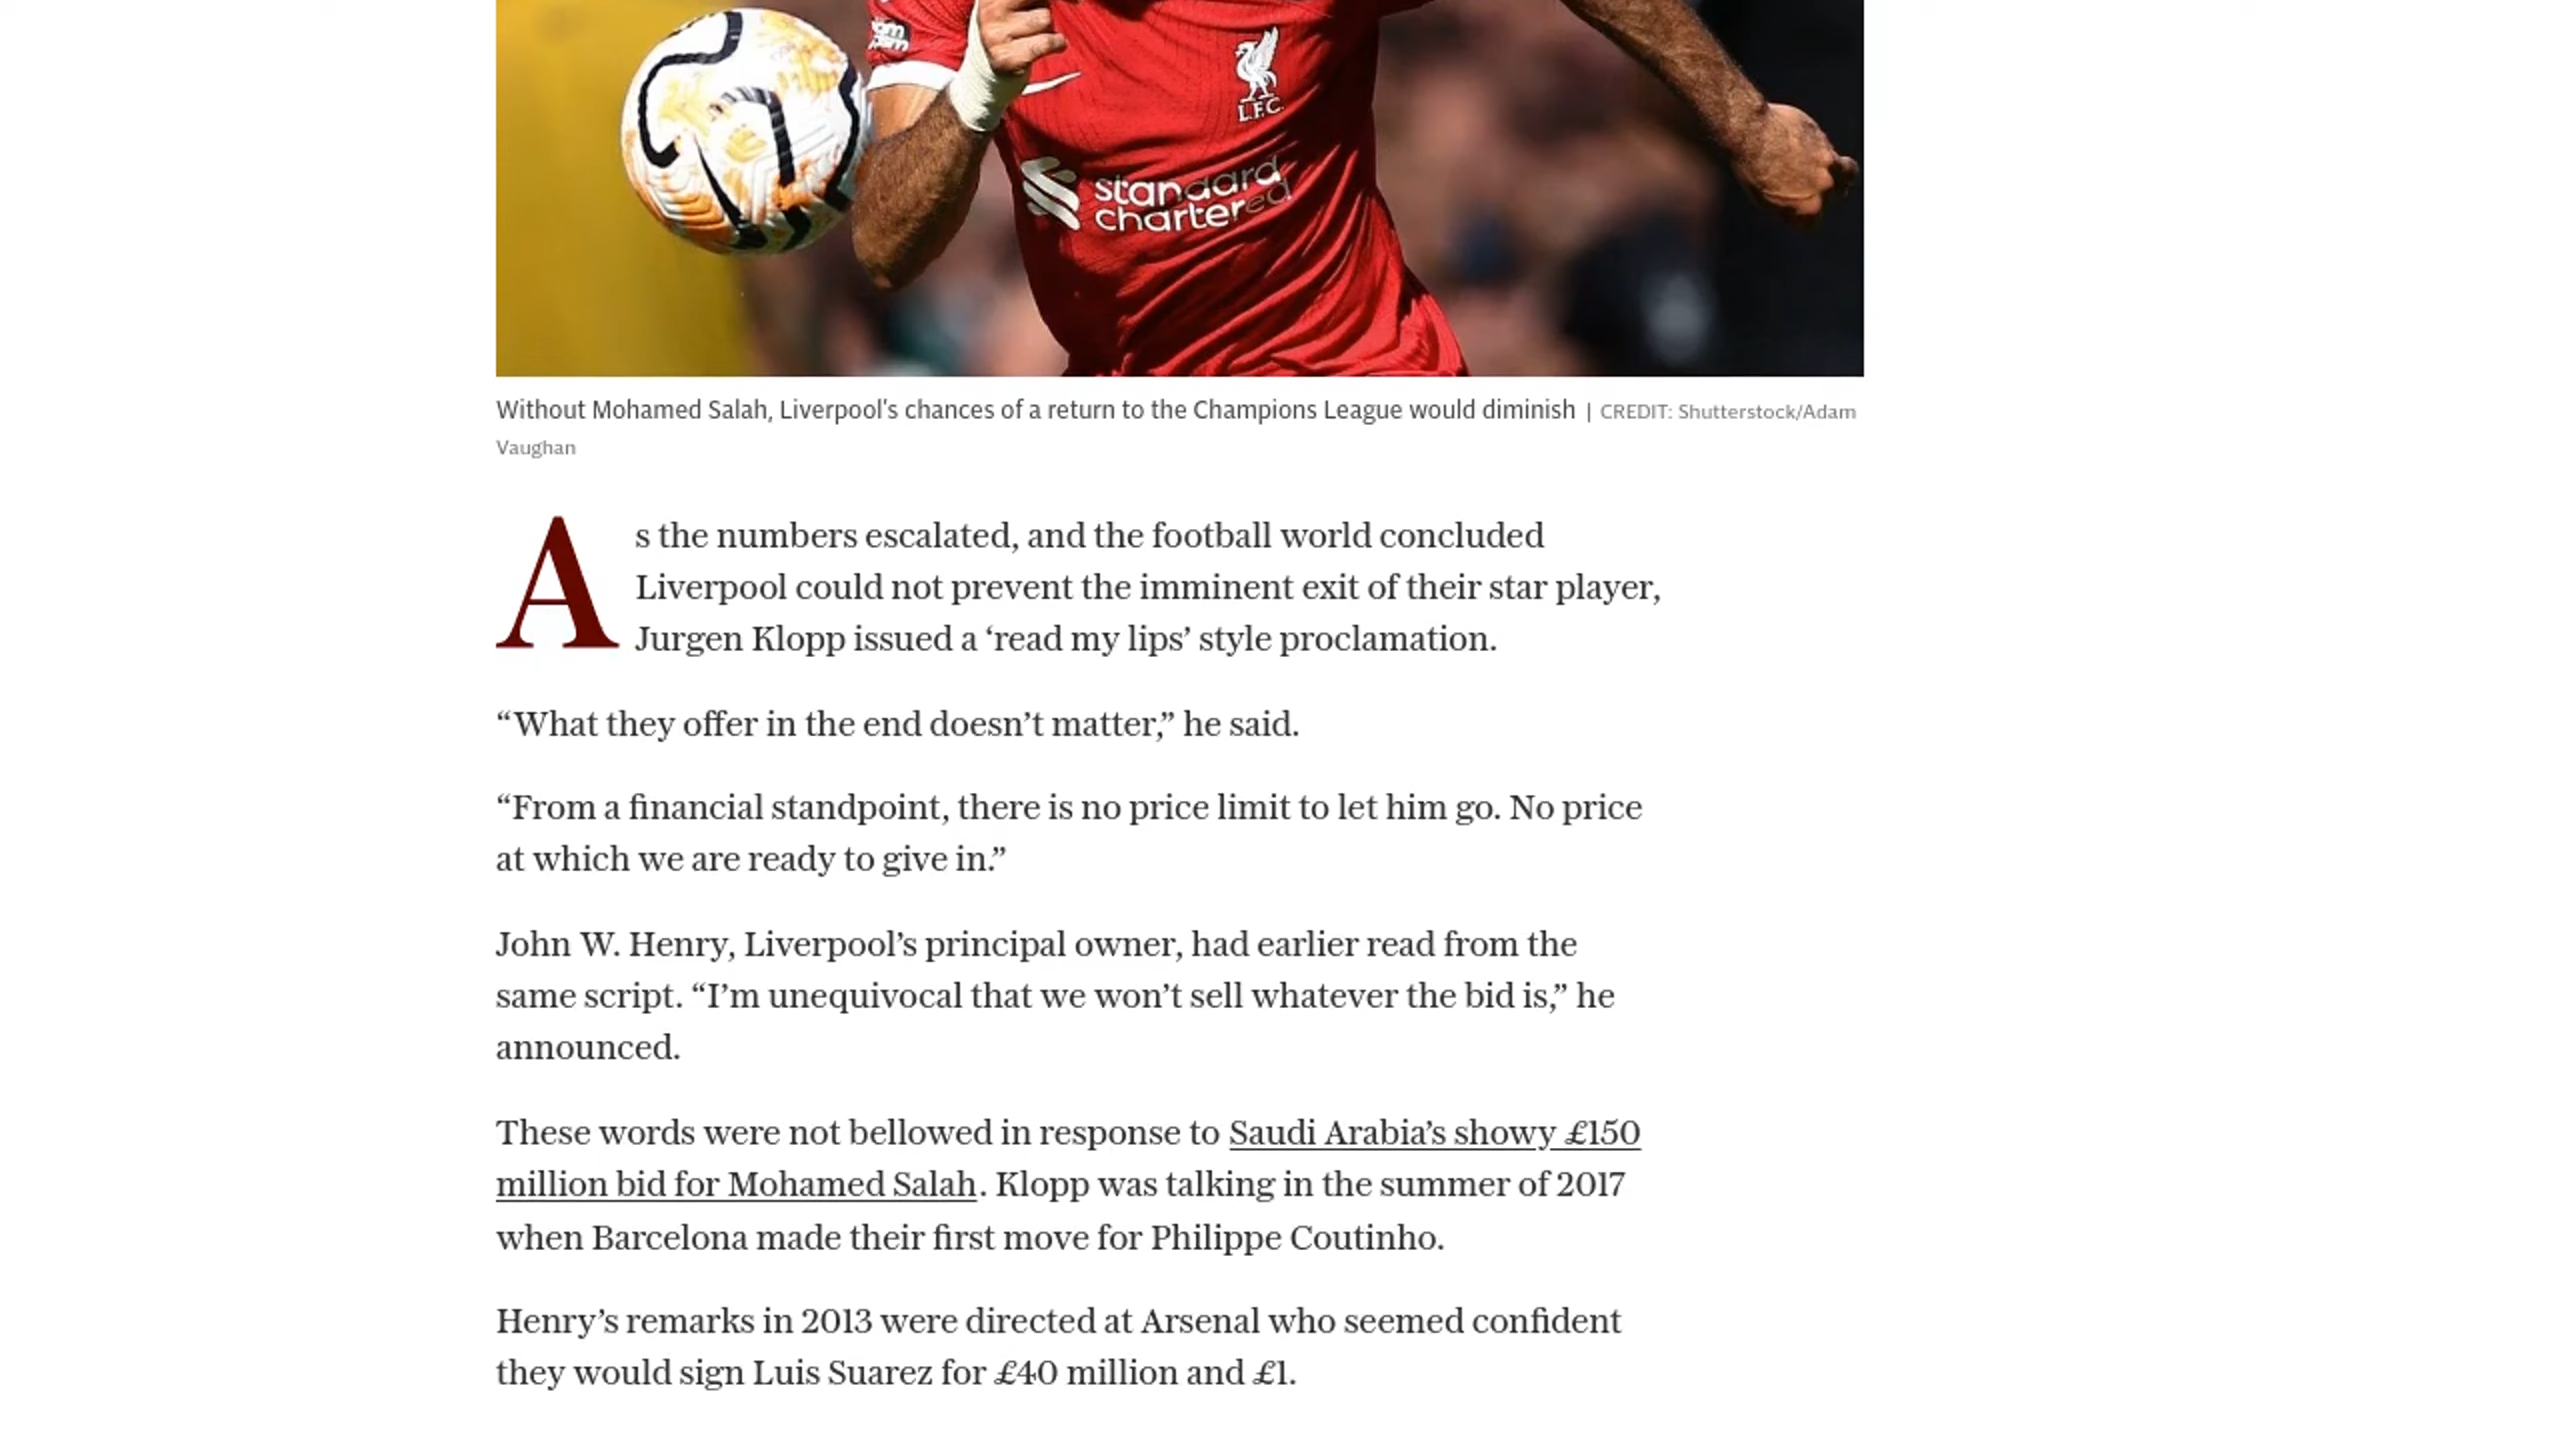 L.F.C.
standard
chartered
Without Mohamed Salah, Liverpool's chances of a return to the Champions League would diminish | CREDIT: Shutterstock/Adam
Vaughan
As the numbers escalated, and the football world concluded
Liverpool could not prevent the imminent exit of their star player,
Jurgen Klopp issued a ‘read my lips’ style proclamation.
“What they offer in the end doesn’t matter,” he said.
“From a financial standpoint, there is no price limit to let him go. No price
at which we are ready to give in.”
John W. Henry, Liverpool’s principal owner, had earlier read from the
same script. “I’m unequivocal that we won’t sell whatever the bid is,” he
announced.
These words were not bellowed in response to Saudi Arabia’s showy £150
million bid for Mohamed Salah. Klopp was talking in the summer of 2017
when Barcelona made their first move for Philippe Coutinho.
Henry’s remarks in 2013 were directed at Arsenal who seemed confident
they would sign Luis Suarez for £40 million and £1.